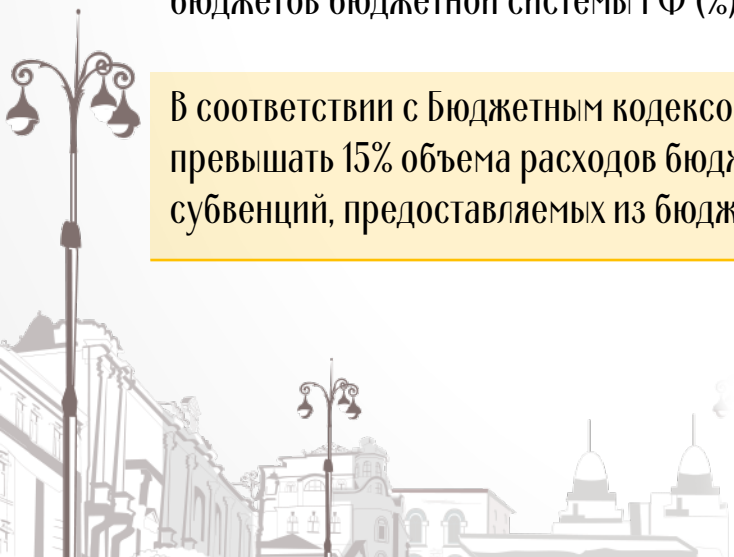 бюджетов бюджетной системы РФ (%)
В соответствии с Бюджетным кодексо
превышать 15% объема расходов бюдж
субвенций, предоставляемых из бюдж